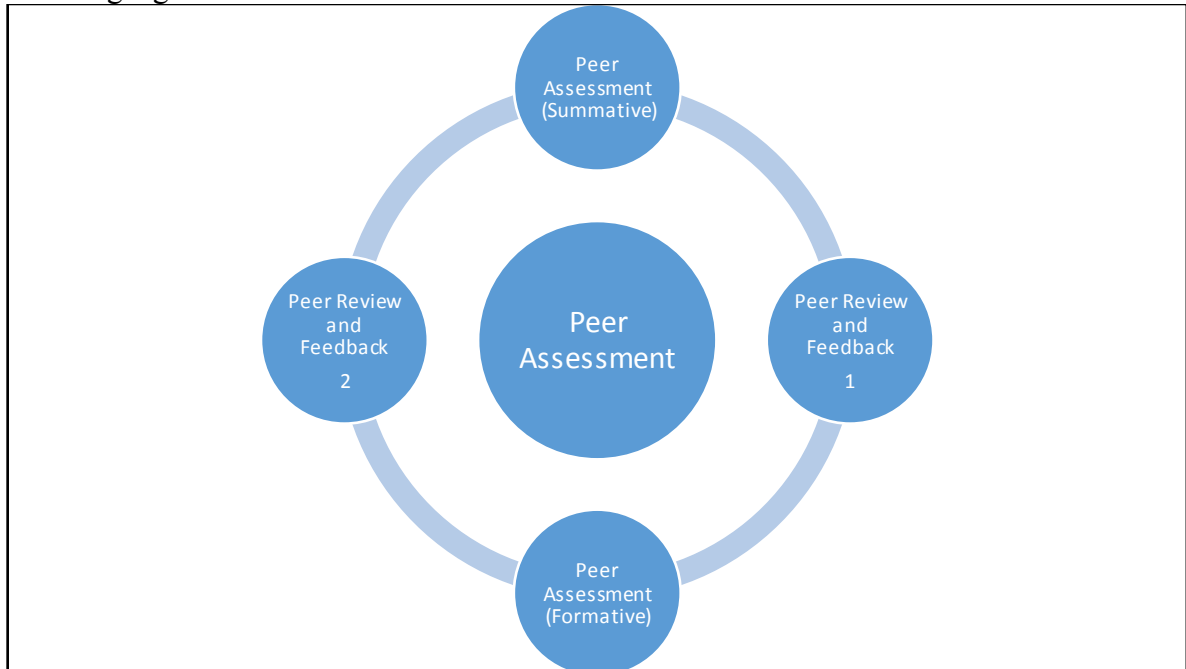 Peer
Assessment
(Summative)
Peer Review
and
Feedback
2
Peer
Assessment
Peer Review
and
Feedback
1
Peer
Assessment
(Formative)